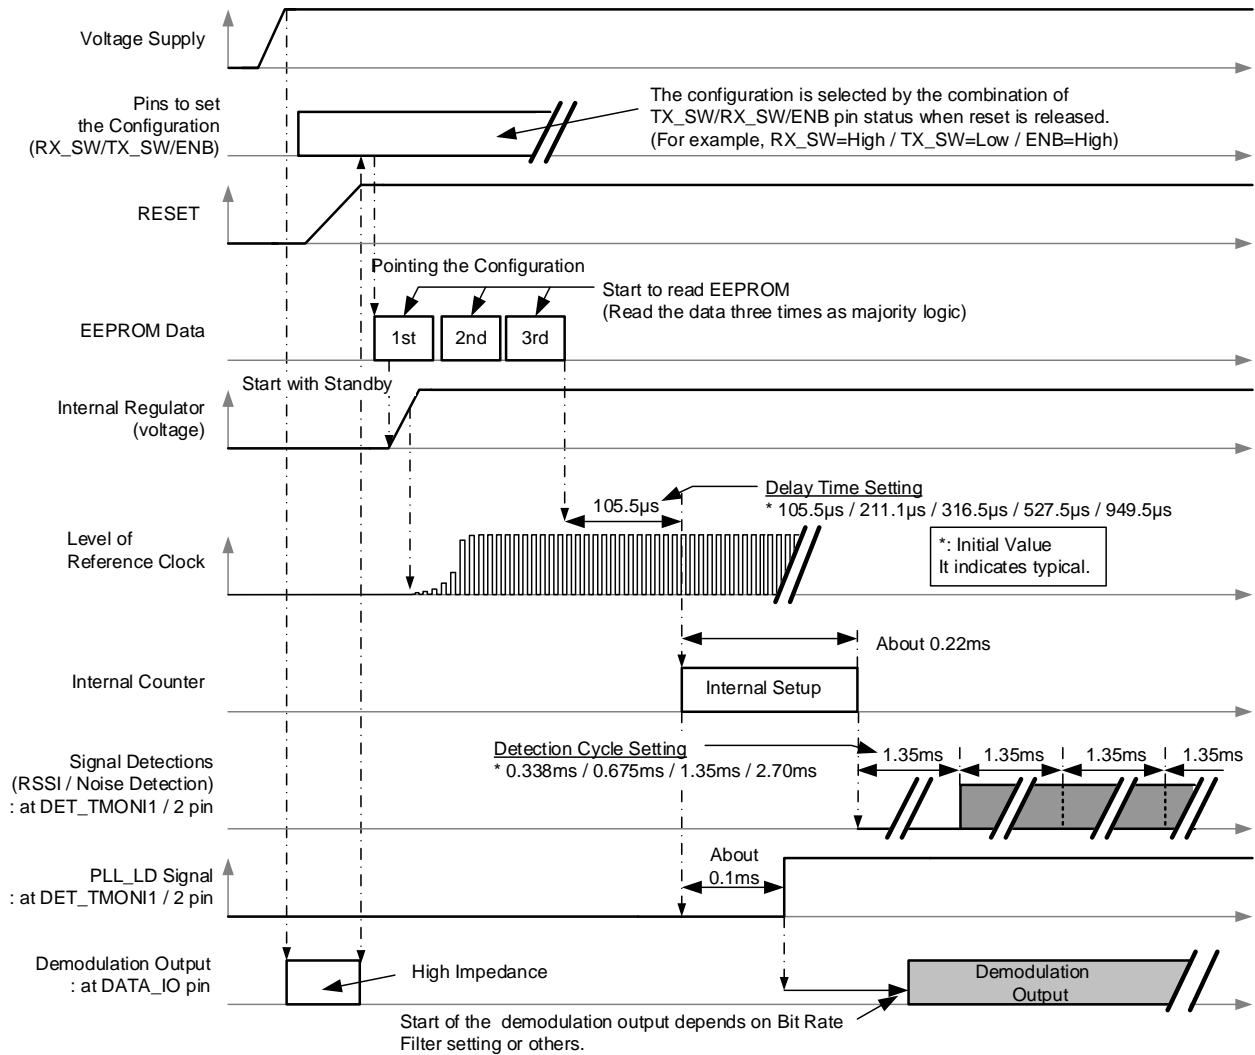 Voltage Supply
Pins to set
the Configuration
(RX_SW/TX_SW/ENB)
The configuration is selected by the combination of
TX_SW/RX_SW/ENB pin status when reset is released.
(For example, RX_SW=High / TX_SW=Low / ENB=High)
RESET
Pointing the Configuration
Start to read EEPROM
(Read the data three times as majority logic)
EEPROM Data
1st
2nd
3rd
Start with Standby
Internal Regulator
(voltage)
105.5µs
Delay Time Setting
* 105.5µs / 211.1µs / 316.5µs / 527.5µs / 949.5µs
*: Initial Value
It indicates typical.
Level of
Reference Clock
About 0.22ms
Internal Counter
Internal Setup
Detection Cycle Setting
* 0.338ms / 0.675ms / 1.35ms / 2.70ms
1.35ms
1.35ms
1.35ms
1.35ms
Signal Detections
(RSSI / Noise Detection)
: at DET_TMONI1 / 2 pin
About
0.1ms
PLL_LD Signal
: at DET_TMONI1 / 2 pin
Demodulation Output
: at DATA_IO pin
High Impedance
Demodulation
Output
Start of the demodulation output depends on Bit Rate
Filter setting or others.